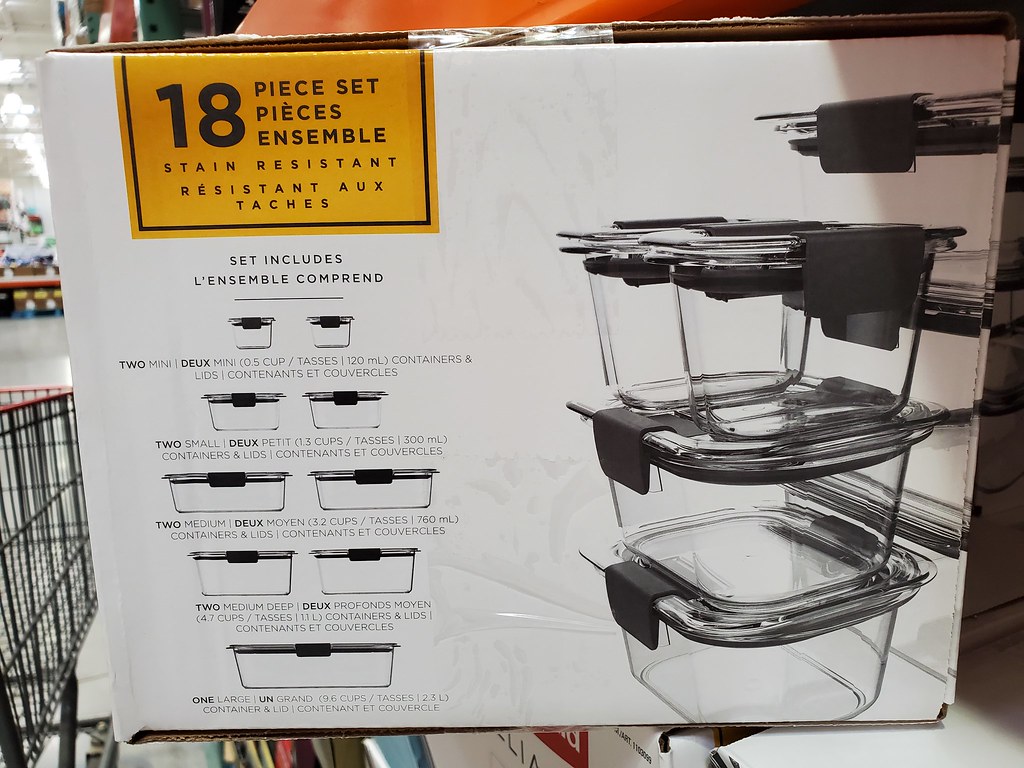 18 PIECE SET
PIÈCES
ENSEMBLE
STAIN RESISTANT
RÉSISTANT AUX
TACHES
SET INCLUDES
L'ENSEMBLE COMPREND
TWO MINI | DEUX MINI (0.5 CUP / TASSES | 120 mL) CONTAINERS &
LIDS | CONTENANTS ET COUVERCLES
TWO SMALL | DEUX PETIT (1.3 CUPS / TASSES | 300 mL)
CONTAINERS & LIDS | CONTENANTS ET COUVERCLES
TWO MEDIUM | DEUX MOYEN (3.2 CUPS / TASSES | 760 mL)
CONTAINERS & LIDS | CONTENANTS ET COUVERCLES
TWO MEDIUM DEEP | DEUX PROFONDS MOYEN
(4.7 CUPS / TASSES | 1.1 L) CONTAINERS & LIDS |
CONTENANTS ET COUVERCLES
ONE LARGE | UN GRAND (9.6 CUPS / TASSES | 2.3 L)
CONTAINER & LID | CONTENANT ET COUVERCLE